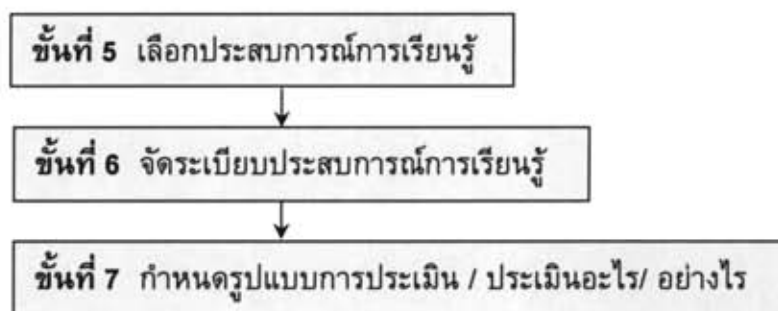 ขั้นที่ 5 เลือกประสบการณ์การเรียนรู้
ขั้นที่ 6 จัดระเบียบประสบการณ์การเรียนรู้
ขั้นที่ 7 กำหนดรูปแบบการประเมิน / ประเมินอะไร/ อย่างไร